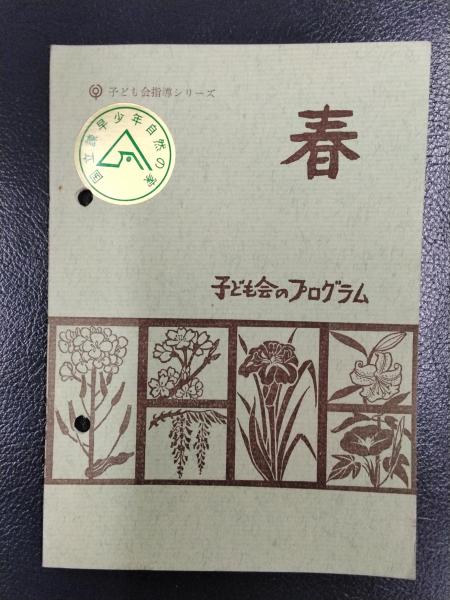 子ども会指導シリーズ
国立諫早少年自然の家
春
子ども会のプログラム